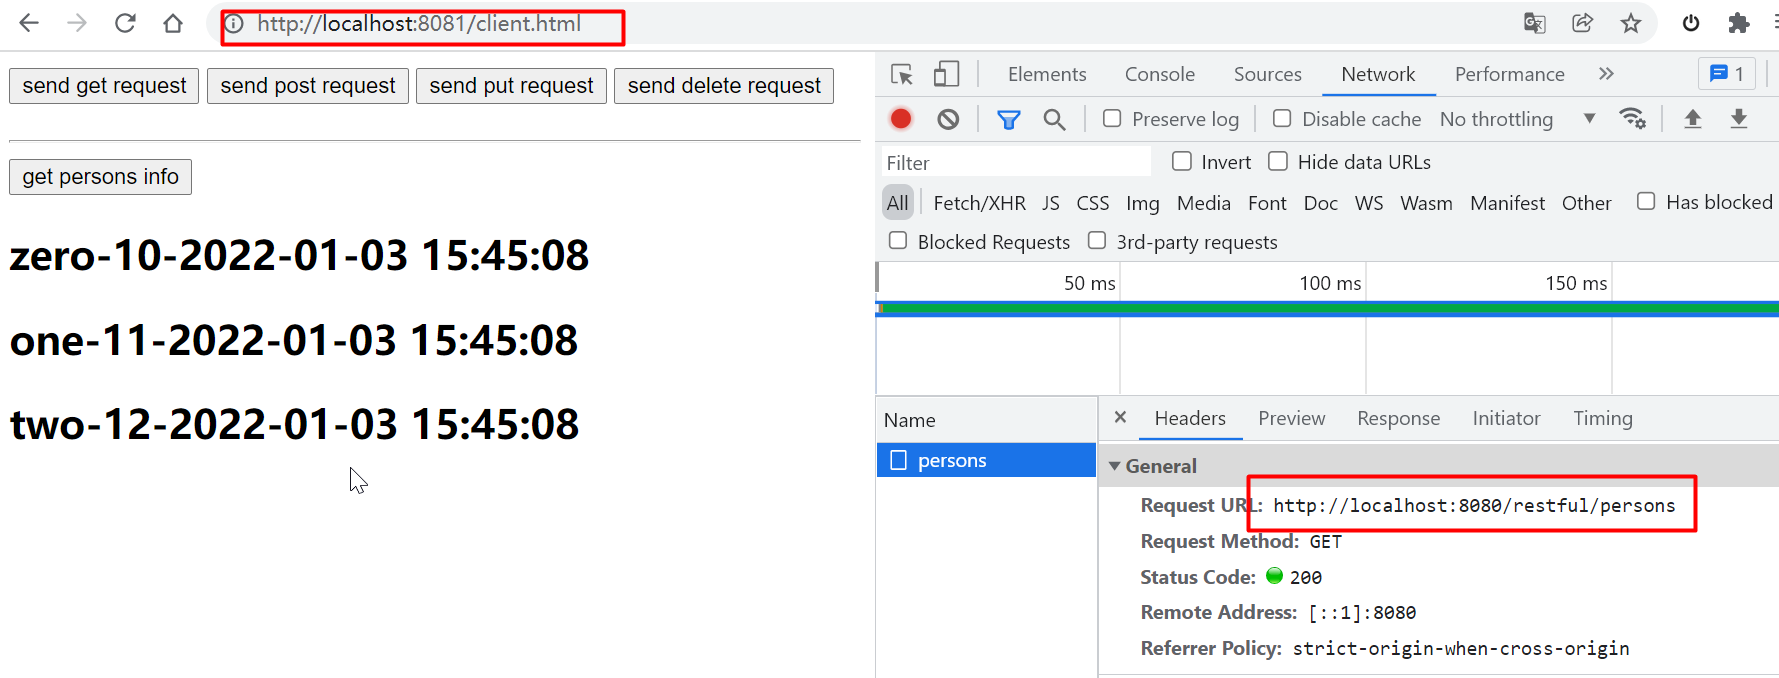 http://localhost:8081/client.html
send get request send post request send put request send delete request
get persons info
zero-10-2022-01-03 15:45:08
one-11-2022-01-03 15:45:08
two-12-2022-01-03 15:45:08
Elements Console Sources Network Performance » 1
Preserve log Disable cache No throttling
Filter Invert Hide data URLs
All Fetch/XHR JS CSS Img Media Font Doc WS Wasm Manifest Other Has blocked
Blocked Requests 3rd-party requests
50 ms 100 ms 150 ms
Name
persons
× Headers Preview Response Initiator Timing
General
Request URL: http://localhost:8080/restful/persons
Request Method: GET
Status Code: 200
Remote Address: [::1]:8080
Referrer Policy: strict-origin-when-cross-origin